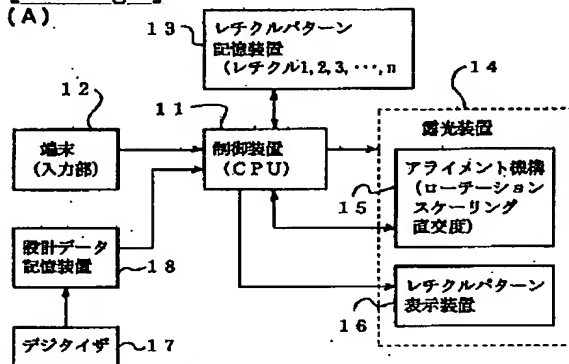 (A)
13
レチクルパターン
記憶装置
(レチクル1,2,3,…,n
14
12
11
露光装置
端末
(入力部)
制御装置
(CPU)
アライメント機構
(ローテーション
スケーリング
直交度)
15
設計データ
記憶装置
18
レチクルパターン
表示装置
16
デジタイザ
17